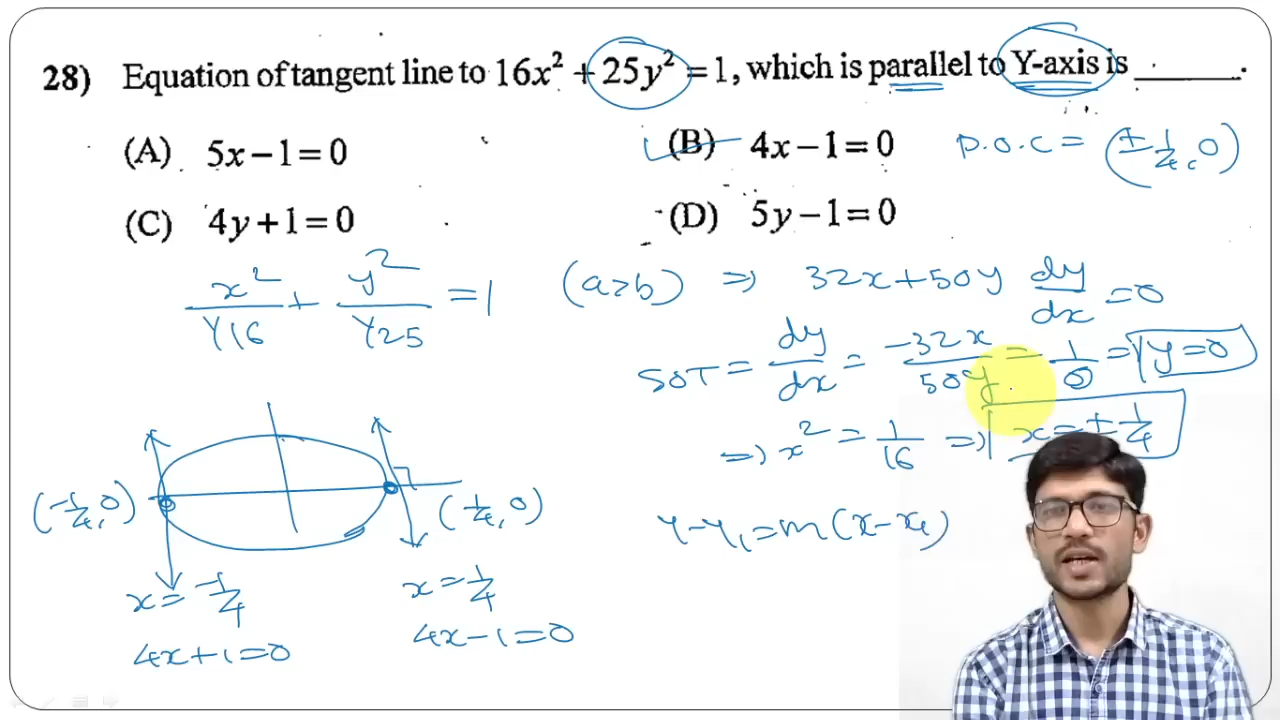 28) Equation of tangent line to 16x² + 25y² = 1, which is parallel to Y-axis is ______.
(A) 5x − 1 = 0 (B) 4x − 1 = 0 P.O.C = (± 1/4, 0)
(C) 4y + 1 = 0 (D) 5y − 1 = 0
x²/(1/16) + y²/(1/25) = 1 (a>b) ⇒ 32x + 50y dy/dx = 0
SOT = dy/dx = −32x/50y = 1/0 ⇒ y = 0
⇒ x² = 1/16 ⇒ x = ± 1/4
(−1/4, 0) (1/4, 0) Y − Y₁ = m(x − x₁)
x = −1/4 x = 1/4
4x + 1 = 0 4x − 1 = 0